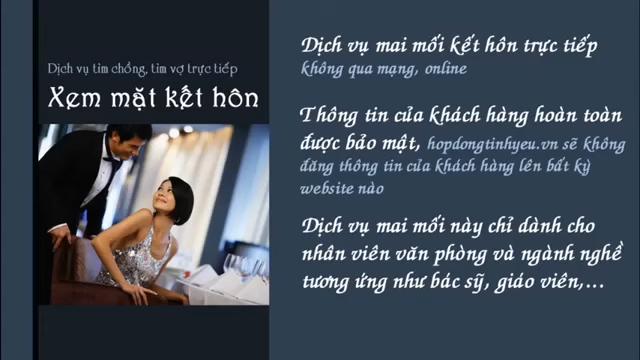 Dịch vụ tìm chồng, tìm vợ trực tiếp
Xem mặt kết hôn
Dịch vụ mai mối kết hôn trực tiếp
không qua mạng, online
Thông tin của khách hàng hoàn toàn
được bảo mật, hopdongtinhyeu.vn sẽ không
đăng thông tin của khách hàng lên bất kỳ
website nào
Dịch vụ mai mối này chỉ dành cho
nhân viên văn phòng và ngành nghề
tương ứng như bác sỹ, giáo viên,...